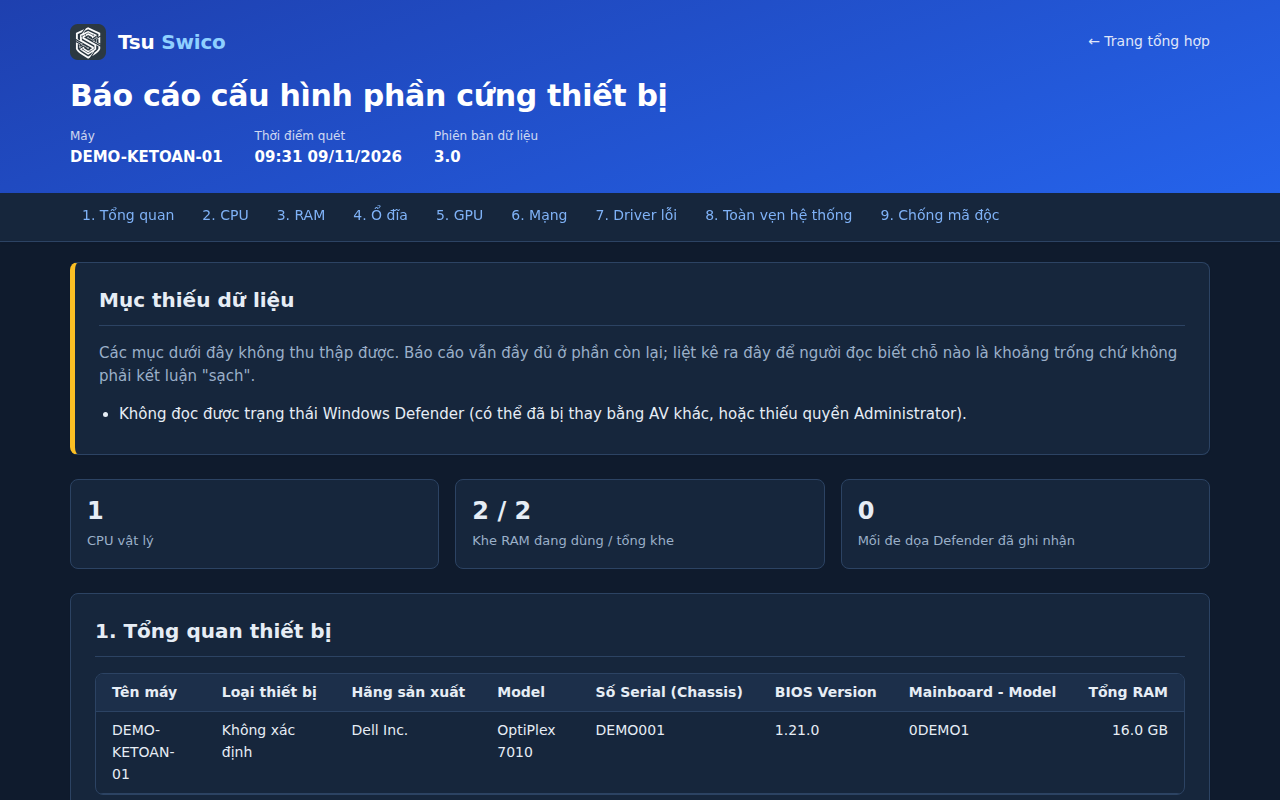 Tsu Swico
← Trang tổng hợp
Báo cáo cấu hình phần cứng thiết bị
Máy
DEMO-KETOAN-01
Thời điểm quét
09:31 09/11/2026
Phiên bản dữ liệu
3.0
1. Tổng quan
2. CPU
3. RAM
4. Ổ đĩa
5. GPU
6. Mạng
7. Driver lỗi
8. Toàn vẹn hệ thống
9. Chống mã độc
Mục thiếu dữ liệu
Các mục dưới đây không thu thập được. Báo cáo vẫn đầy đủ ở phần còn lại; liệt kê ra đây để người đọc biết chỗ nào là khoảng trống chứ không
phải kết luận "sạch".
• Không đọc được trạng thái Windows Defender (có thể đã bị thay bằng AV khác, hoặc thiếu quyền Administrator).
1
CPU vật lý
2 / 2
Khe RAM đang dùng / tổng khe
0
Mối đe dọa Defender đã ghi nhận
1. Tổng quan thiết bị
Tên máy
Loại thiết bị
Hãng sản xuất
Model
Số Serial (Chassis)
BIOS Version
Mainboard - Model
Tổng RAM
DEMO-
KETOAN-
01
Không xác
định
Dell Inc.
OptiPlex
7010
DEMO001
1.21.0
0DEMO1
16.0 GB